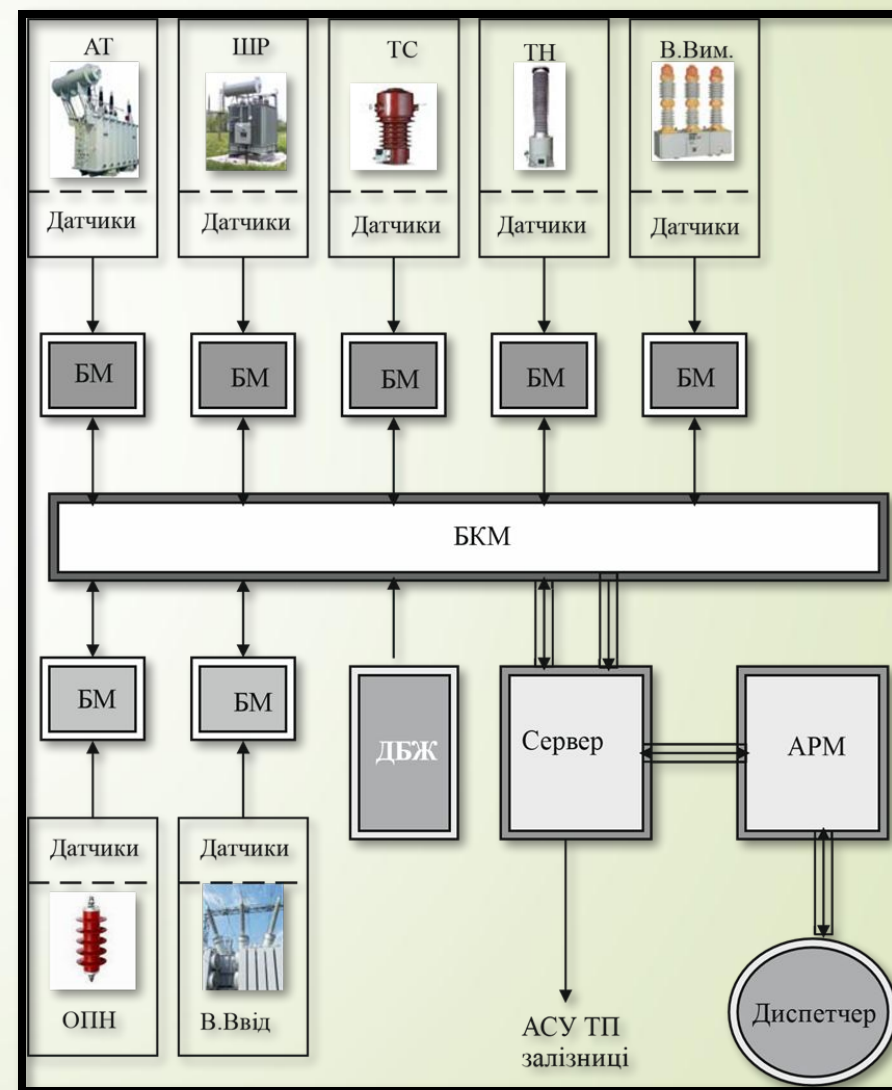 АТ
ШР
ТС
ТН
В.Вим.
Датчики
Датчики
Датчики
Датчики
Датчики
БМ
БМ
БМ
БМ
БМ
БКМ
БМ
БМ
ДБЖ
Сервер
АРМ
Датчики
Датчики
ОПН
В.Ввід
АСУ ТП
залізниці
Диспетчер